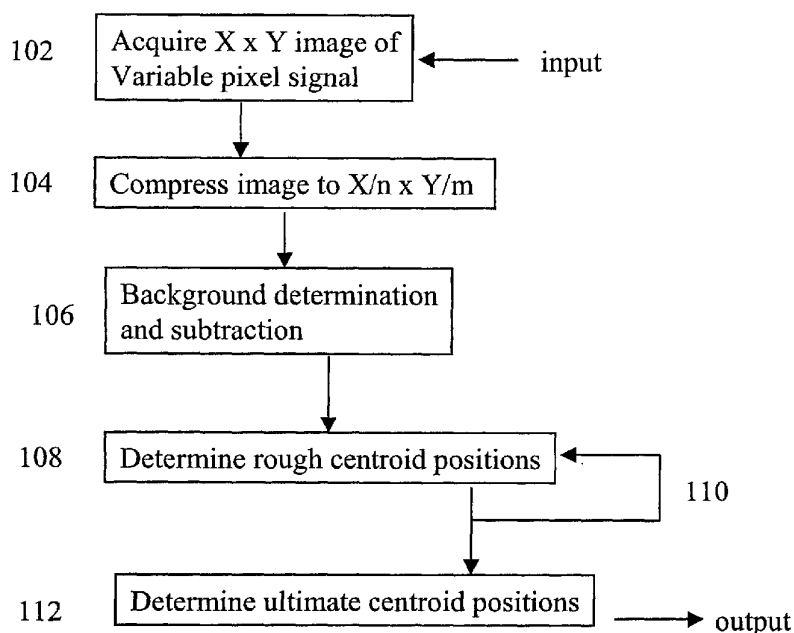 102
Acquire X x Y image of
Variable pixel signal
input
104
Compress image to X/n x Y/m
106
Background determination
and subtraction
108
Determine rough centroid positions
110
112
Determine ultimate centroid positions
output